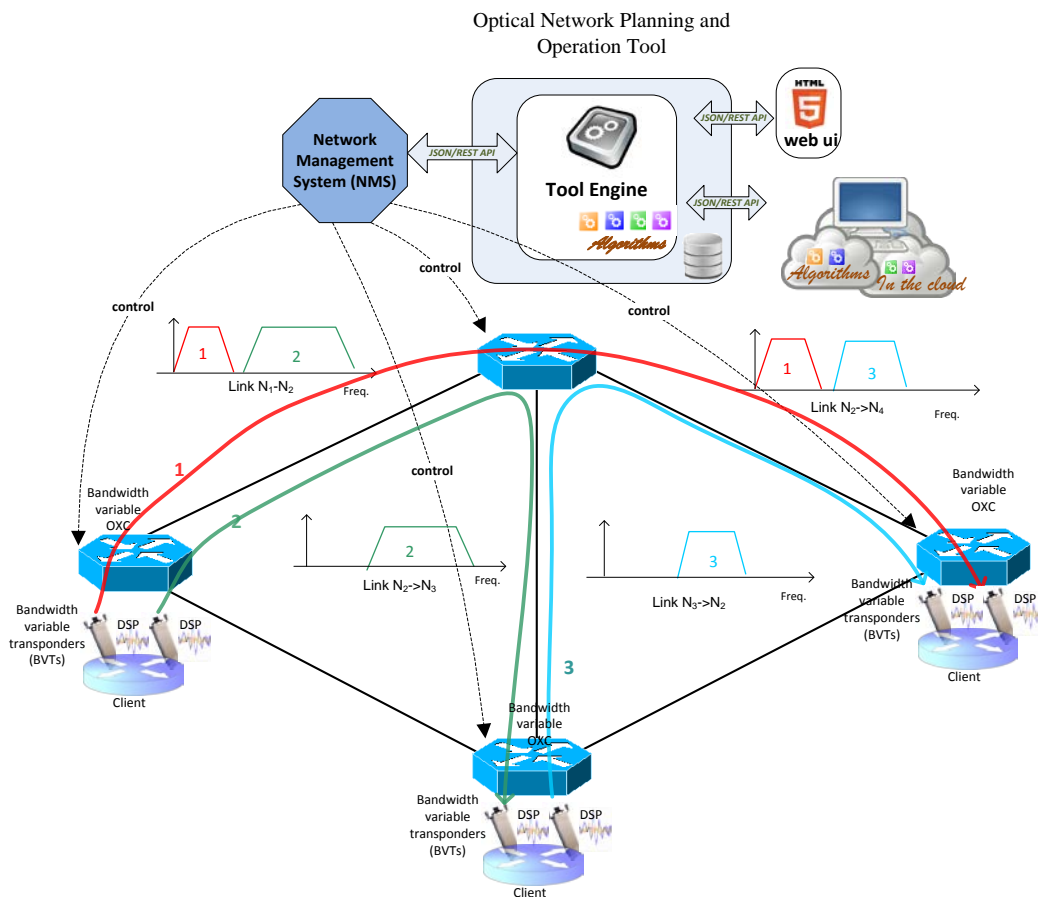 Optical Network Planning and
Operation Tool
HTML
5
web ui
JSON/REST API
Network
Management
System (NMS)
JSON/REST API
Tool Engine
Algorithms
JSON/REST API
Algorithms
In the cloud
control
control
control
1
2
Link N₁-N₂
Freq.
1
3
Link N₂->N₄
Freq.
control
1
2
Bandwidth
variable
OXC
Bandwidth
variable
OXC
2
Link N₂->N₃
Freq.
3
Link N₃->N₂
Freq.
Bandwidth
variable
transponders
(BVTs)
DSP
DSP
Client
Bandwidth
variable
transponders
(BVTs)
DSP
DSP
Client
3
Bandwidth
variable
OXC
Bandwidth
variable
transponders
(BVTs)
DSP
DSP
Client